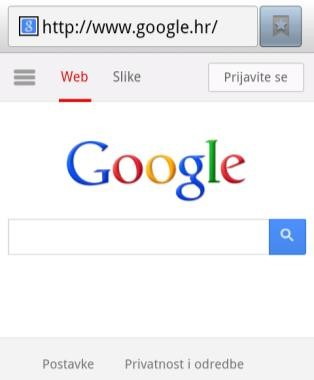 http://www.google.hr/
Web Slike Prijavite se
Google
Postavke Privatnost i odredbe